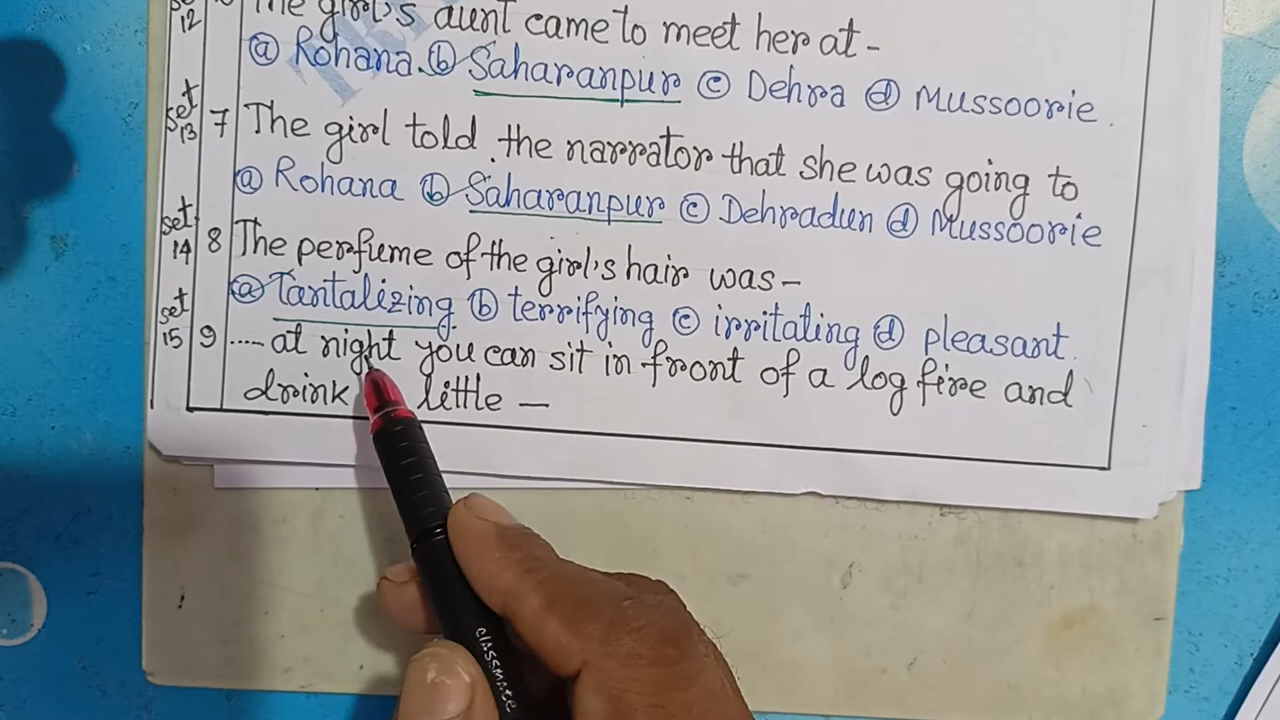 set
12
The girl's aunt came to meet her at -
ⓐ Rohana. ⓑ Saharanpur ⓒ Dehra ⓓ Mussoorie.
set
13 7 The girl told the narrator that she was going to
ⓐ Rohana ⓑ Saharanpur ⓒ Dehradun ⓓ Mussoorie
set
14 8 The perfume of the girl's hair was -
ⓐ Tantalizing ⓑ terrifying ⓒ irritating ⓓ pleasant.
set
15 9 ..... at night you can sit in front of a log fire and
drink little -
classmate